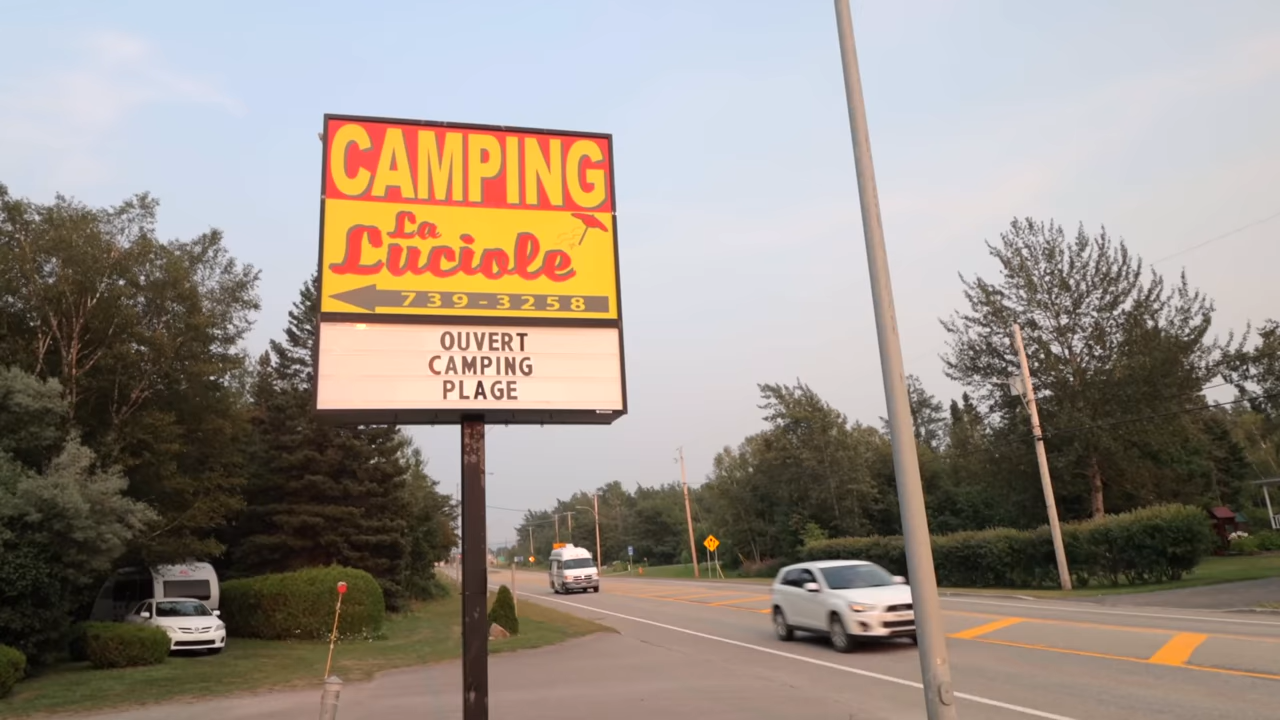 CAMPING
La
Luciole
739-3258
OUVERT
CAMPING
PLAGE